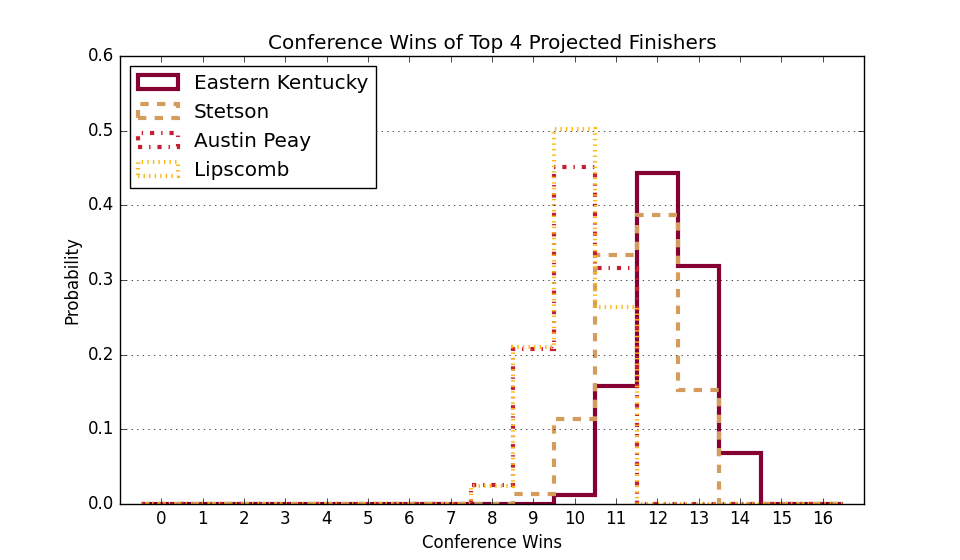 Conference Wins of Top 4 Projected Finishers
0.6
Eastern Kentucky
Stetson
Austin Peay
Lipscomb
0.5
0.4
0.3
0.2
0.1
0.0
Probability
0 1 2 3 4 5 6 7 8 9 10 11 12 13 14 15 16
Conference Wins